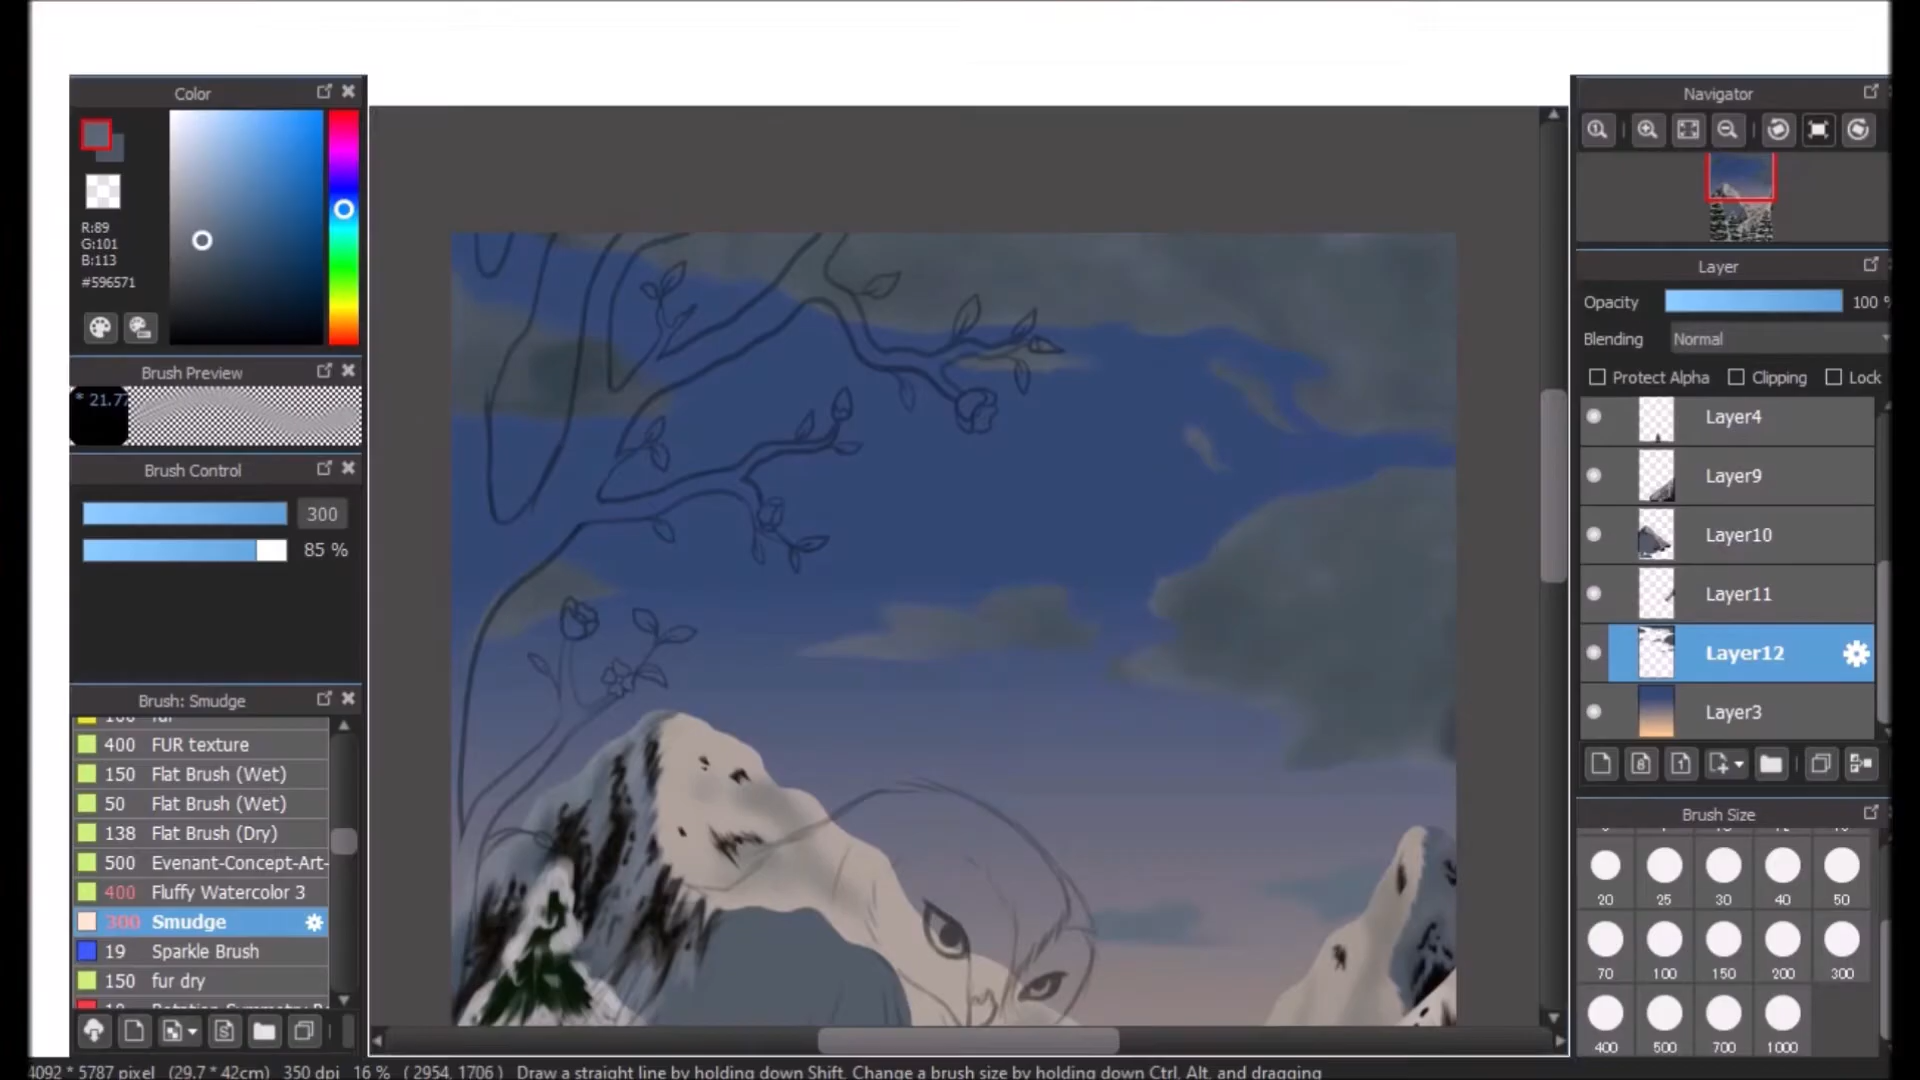 Color
R:89
G:101
B:113
#596571
Brush Preview
* 21.77
Brush Control
300
85 %
Brush: Smudge
400 FUR texture
150 Flat Brush (Wet)
50 Flat Brush (Wet)
138 Flat Brush (Dry)
500 Evenant-Concept-Art-
400 Fluffy Watercolor 3
300 Smudge
19 Sparkle Brush
150 fur dry
Navigator
Layer
Opacity 100 %
Blending Normal
Protect Alpha Clipping Lock
Layer4
Layer9
Layer10
Layer11
Layer12
Layer3
Brush Size
20 25 30 40 50
70 100 150 200 300
400 500 700 1000
4092 * 5787 pixel (29.7 * 42cm) 350 dpi 16 % ( 2954, 1706 ) Draw a straight line by holding down Shift, Change a brush size by holding down Ctrl, Alt, and dragging